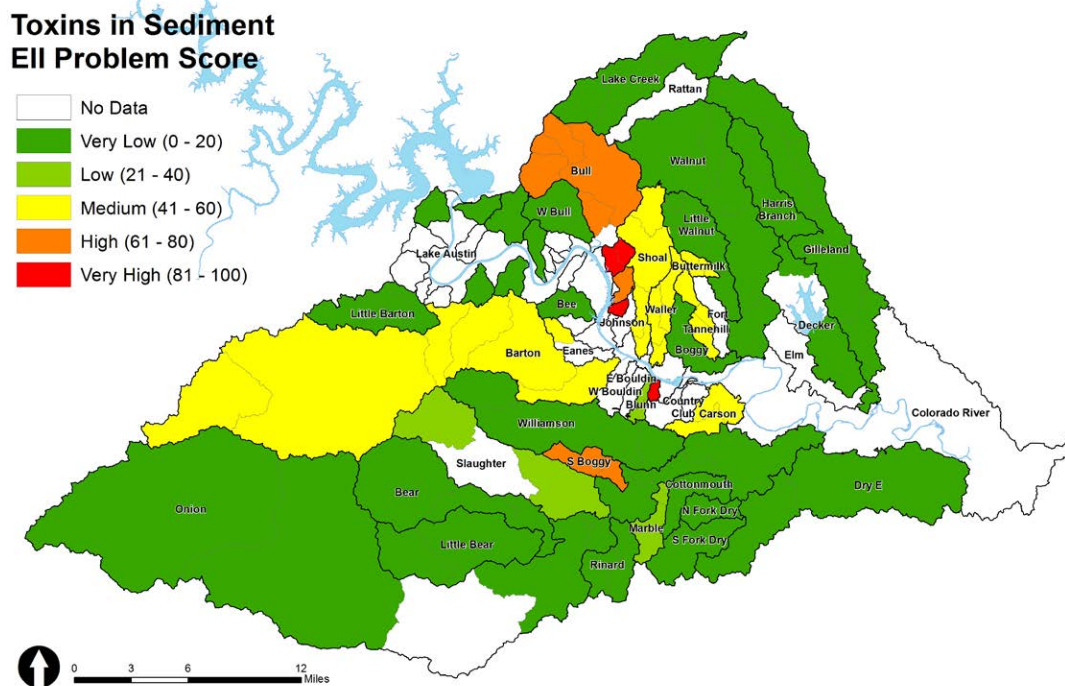 Toxins in Sediment
EII Problem Score
No Data
Very Low (0 - 20)
Low (21 - 40)
Medium (41 - 60)
High (61 - 80)
Very High (81 - 100)
Lake Creek
Rattan
Bull
Walnut
W Bull
Little
Walnut
Harris
Branch
Lake Austin
Gilleland
Shoal
Buttermilk
Bee
Little Barton
Johnson
Waller
Fort
Tannehill
Decker
Boggy
Barton
Eanes
Elm
E Bouldin
W Bouldin
Blunn
Country
Club
Carson
Colorado River
Williamson
Slaughter
S Boggy
Bear
Cottonmouth
Dry E
Onion
N Fork Dry
Marble
S Fork Dry
Little Bear
Rinard
0 3 6 12
Miles